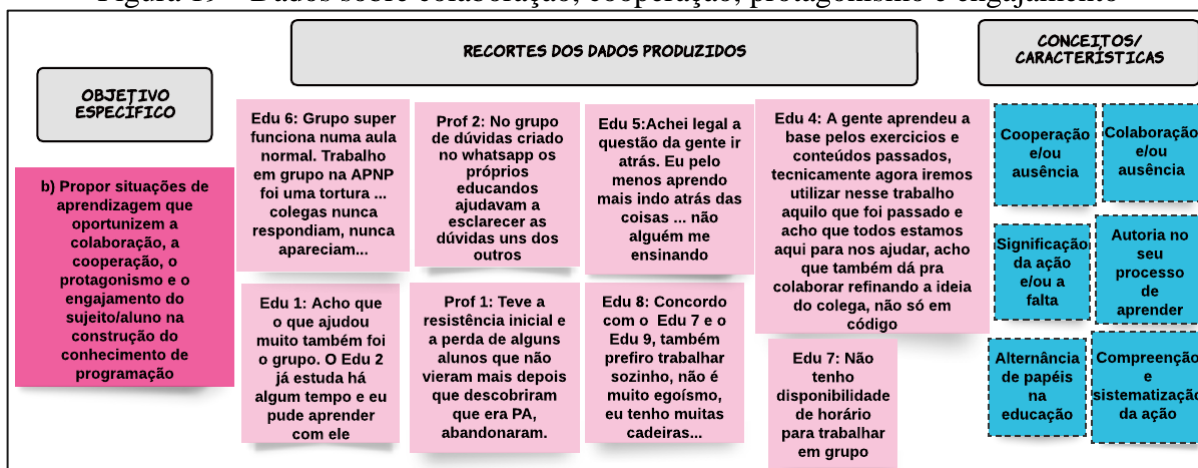 Figura 19 – Dados sobre colaboração, cooperação, protagonismo e engajamento
OBJETIVO
ESPECÍFICO
b) Propor situações de
aprendizagem que
oportunizem a
colaboração, a
cooperação, o
protagonismo e o
engajamento do
sujeito/aluno na
construção do
conhecimento de
programação
RECORTES DOS DADOS PRODUZIDOS
Edu 6: Grupo super
funciona numa aula
normal. Trabalho
em grupo na APNP
foi uma tortura ...
colegas nunca
respondiam, nunca
apareciam...
Prof 2: No grupo
de dúvidas criado
no whatsapp os
próprios
educandos
ajudavam a
esclarecer as
dúvidas uns dos
outros
Edu 5:Achei legal a
questão da gente ir
atrás. Eu pelo
menos aprendo
mais indo atrás das
coisas ... não
alguém me
ensinando
Edu 4: A gente aprendeu a
base pelos exercicios e
conteúdos passados,
tecnicamente agora iremos
utilizar nesse trabalho
aquilo que foi passado e
acho que todos estamos
aqui para nos ajudar, acho
que também dá pra
colaborar refinando a ideia
do colega, não só em
código
Edu 1: Acho que
o que ajudou
muito também foi
o grupo. O Edu 2
já estuda há
algum tempo e eu
pude aprender
com ele
Prof 1: Teve a
resistência inicial e
a perda de alguns
alunos que não
vieram mais depois
que descobriram
que era PA,
abandonaram.
Edu 8: Concordo
com o Edu 7 e o
Edu 9, também
prefiro trabalhar
sozinho, não é
muito egoísmo,
eu tenho muitas
cadeiras...
Edu 7: Não
tenho
disponibilidade
de horário
para trabalhar
em grupo
CONCEITOS/
CARACTERÍSTICAS
Cooperação
e/ou
ausência
Colaboração
e/ou
ausência
Significação
da ação
e/ou a
falta
Autoria no
seu
processo
de
aprender
Alternância
de papéis
na
educação
Compreenção
e
sistematização
da ação